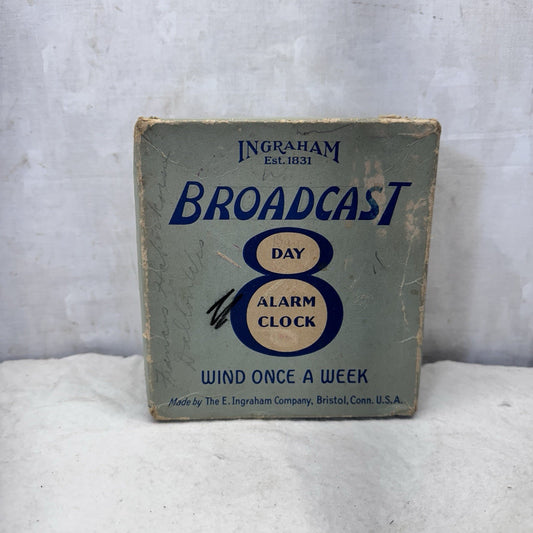 INGRAHAM
Est. 1831
BROADCAST
8
DAY
ALARM
CLOCK
WIND ONCE A WEEK
Made by The E. Ingraham Company, Bristol, Conn. U.S.A.